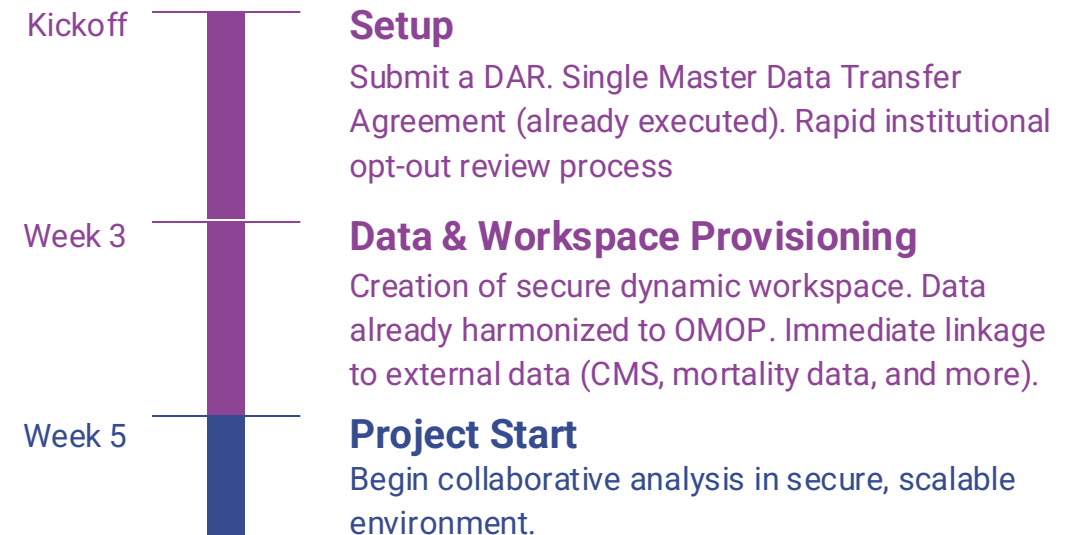 Kickoff
Setup
Submit a DAR. Single Master Data Transfer
Agreement (already executed). Rapid institutional
opt-out review process
Week 3
Data & Workspace Provisioning
Creation of secure dynamic workspace. Data
already harmonized to OMOP. Immediate linkage
to external data (CMS, mortality data, and more).
Week 5
Project Start
Begin collaborative analysis in secure, scalable
environment.